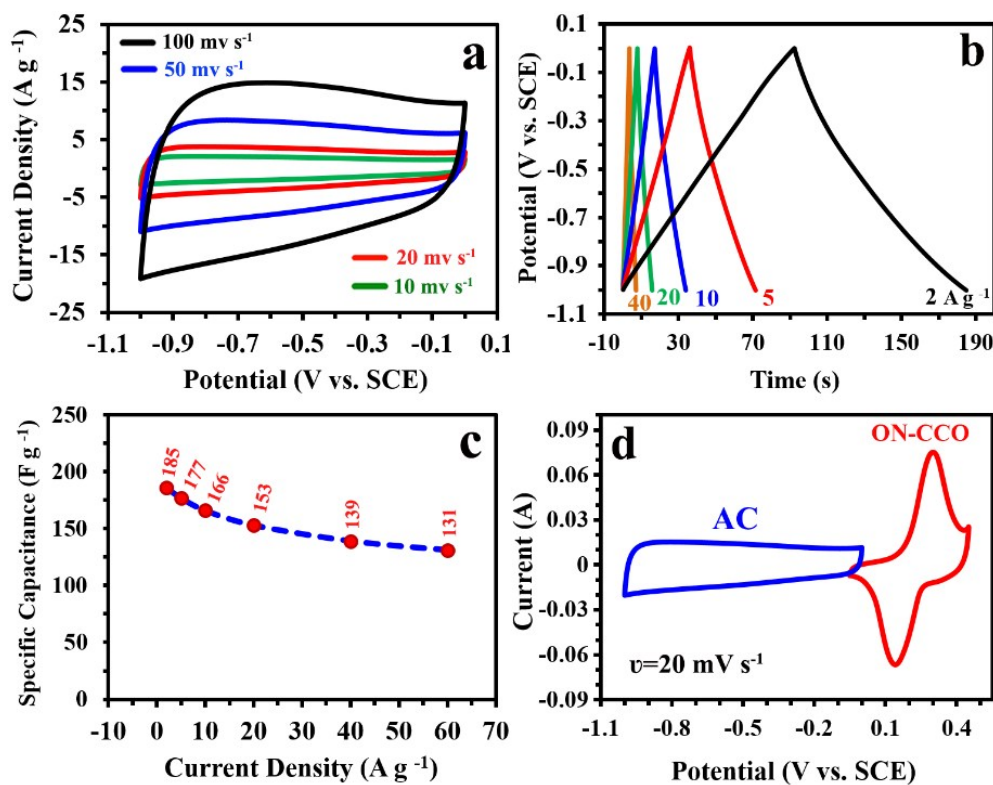 a
100 mv s⁻¹
50 mv s⁻¹
20 mv s⁻¹
10 mv s⁻¹
Current Density (A g⁻¹)
25
15
5
-5
-15
-25
-1.1 -0.9 -0.7 -0.5 -0.3 -0.1 0.1
Potential (V vs. SCE)
b
Potential (V vs. SCE)
0.1
-0.1
-0.3
-0.5
-0.7
-0.9
-1.1
40 20 10 5 2 A g⁻¹
-10 30 70 110 150 190
Time (s)
c
Specific Capacitance (F g⁻¹)
250
200
150
100
50
0
185 177 166 153 139 131
-10 0 10 20 30 40 50 60 70
Current Density (A g⁻¹)
d
ON-CCO
AC
υ=20 mV s⁻¹
Current (A)
0.09
0.06
0.03
0
-0.03
-0.06
-0.09
-1.1 -0.8 -0.5 -0.2 0.1 0.4
Potential (V vs. SCE)